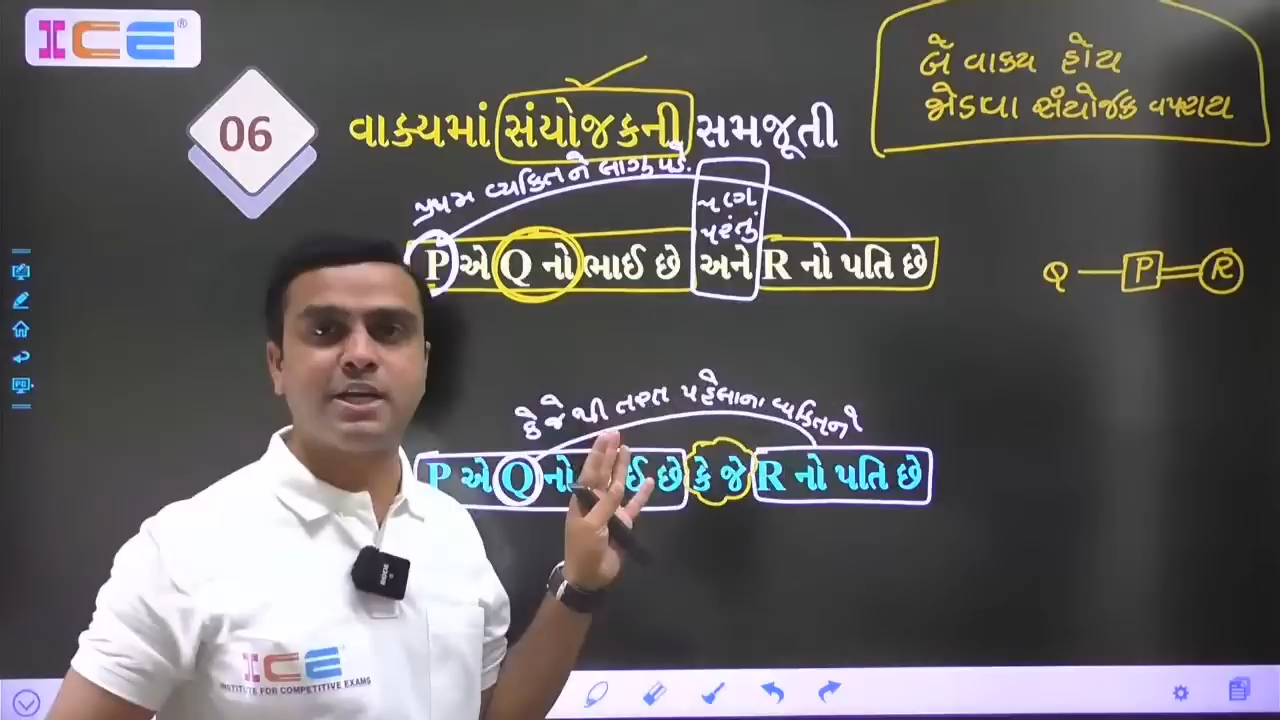 ICE®
બે વાક્ય હોય
જોડવા સંયોજક વપરાય
06
વાક્યમાં સંયોજકની સમજૂતી
પ્રથમ વ્યક્તિને લાગુ પડે.
પણ
પરંતું
P એ Q નો ભાઈ છે અને R નો પતિ છે
Q P R
કે જે થી તરત પહેલાના વ્યક્તિને
P એ Q નો ઈ છે કે જે R નો પતિ છે
ICE
INSTITUTE FOR COMPETITIVE EXAMS